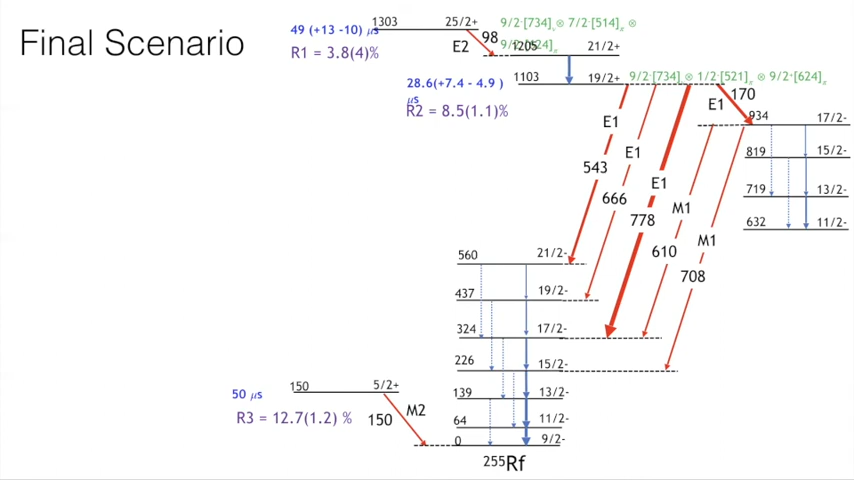 Final Scenario
49 (+13 -10) μs
R1 = 3.8(4)%
1303 25/2+
E2 98
9/2-[734]ᵥ⊗ 7/2-[514]π ⊗
1205 21/2+
28.6(+7.4 - 4.9 )
μs
R2 = 8.5(1.1)%
1103 19/2+
9/2-[734] ⊗ 1/2-[521]π ⊗ 9/2+[624]π
E1 170
934 17/2-
819 15/2-
719 13/2-
632 11/2-
E1
543
E1
666
E1
778
M1
610
M1
708
560 21/2-
437 19/2-
324 17/2-
226 15/2-
139 13/2-
64 11/2-
0 9/2-
50 μs
R3 = 12.7(1.2) %
150 5/2+
150 M2
²⁵⁵Rf